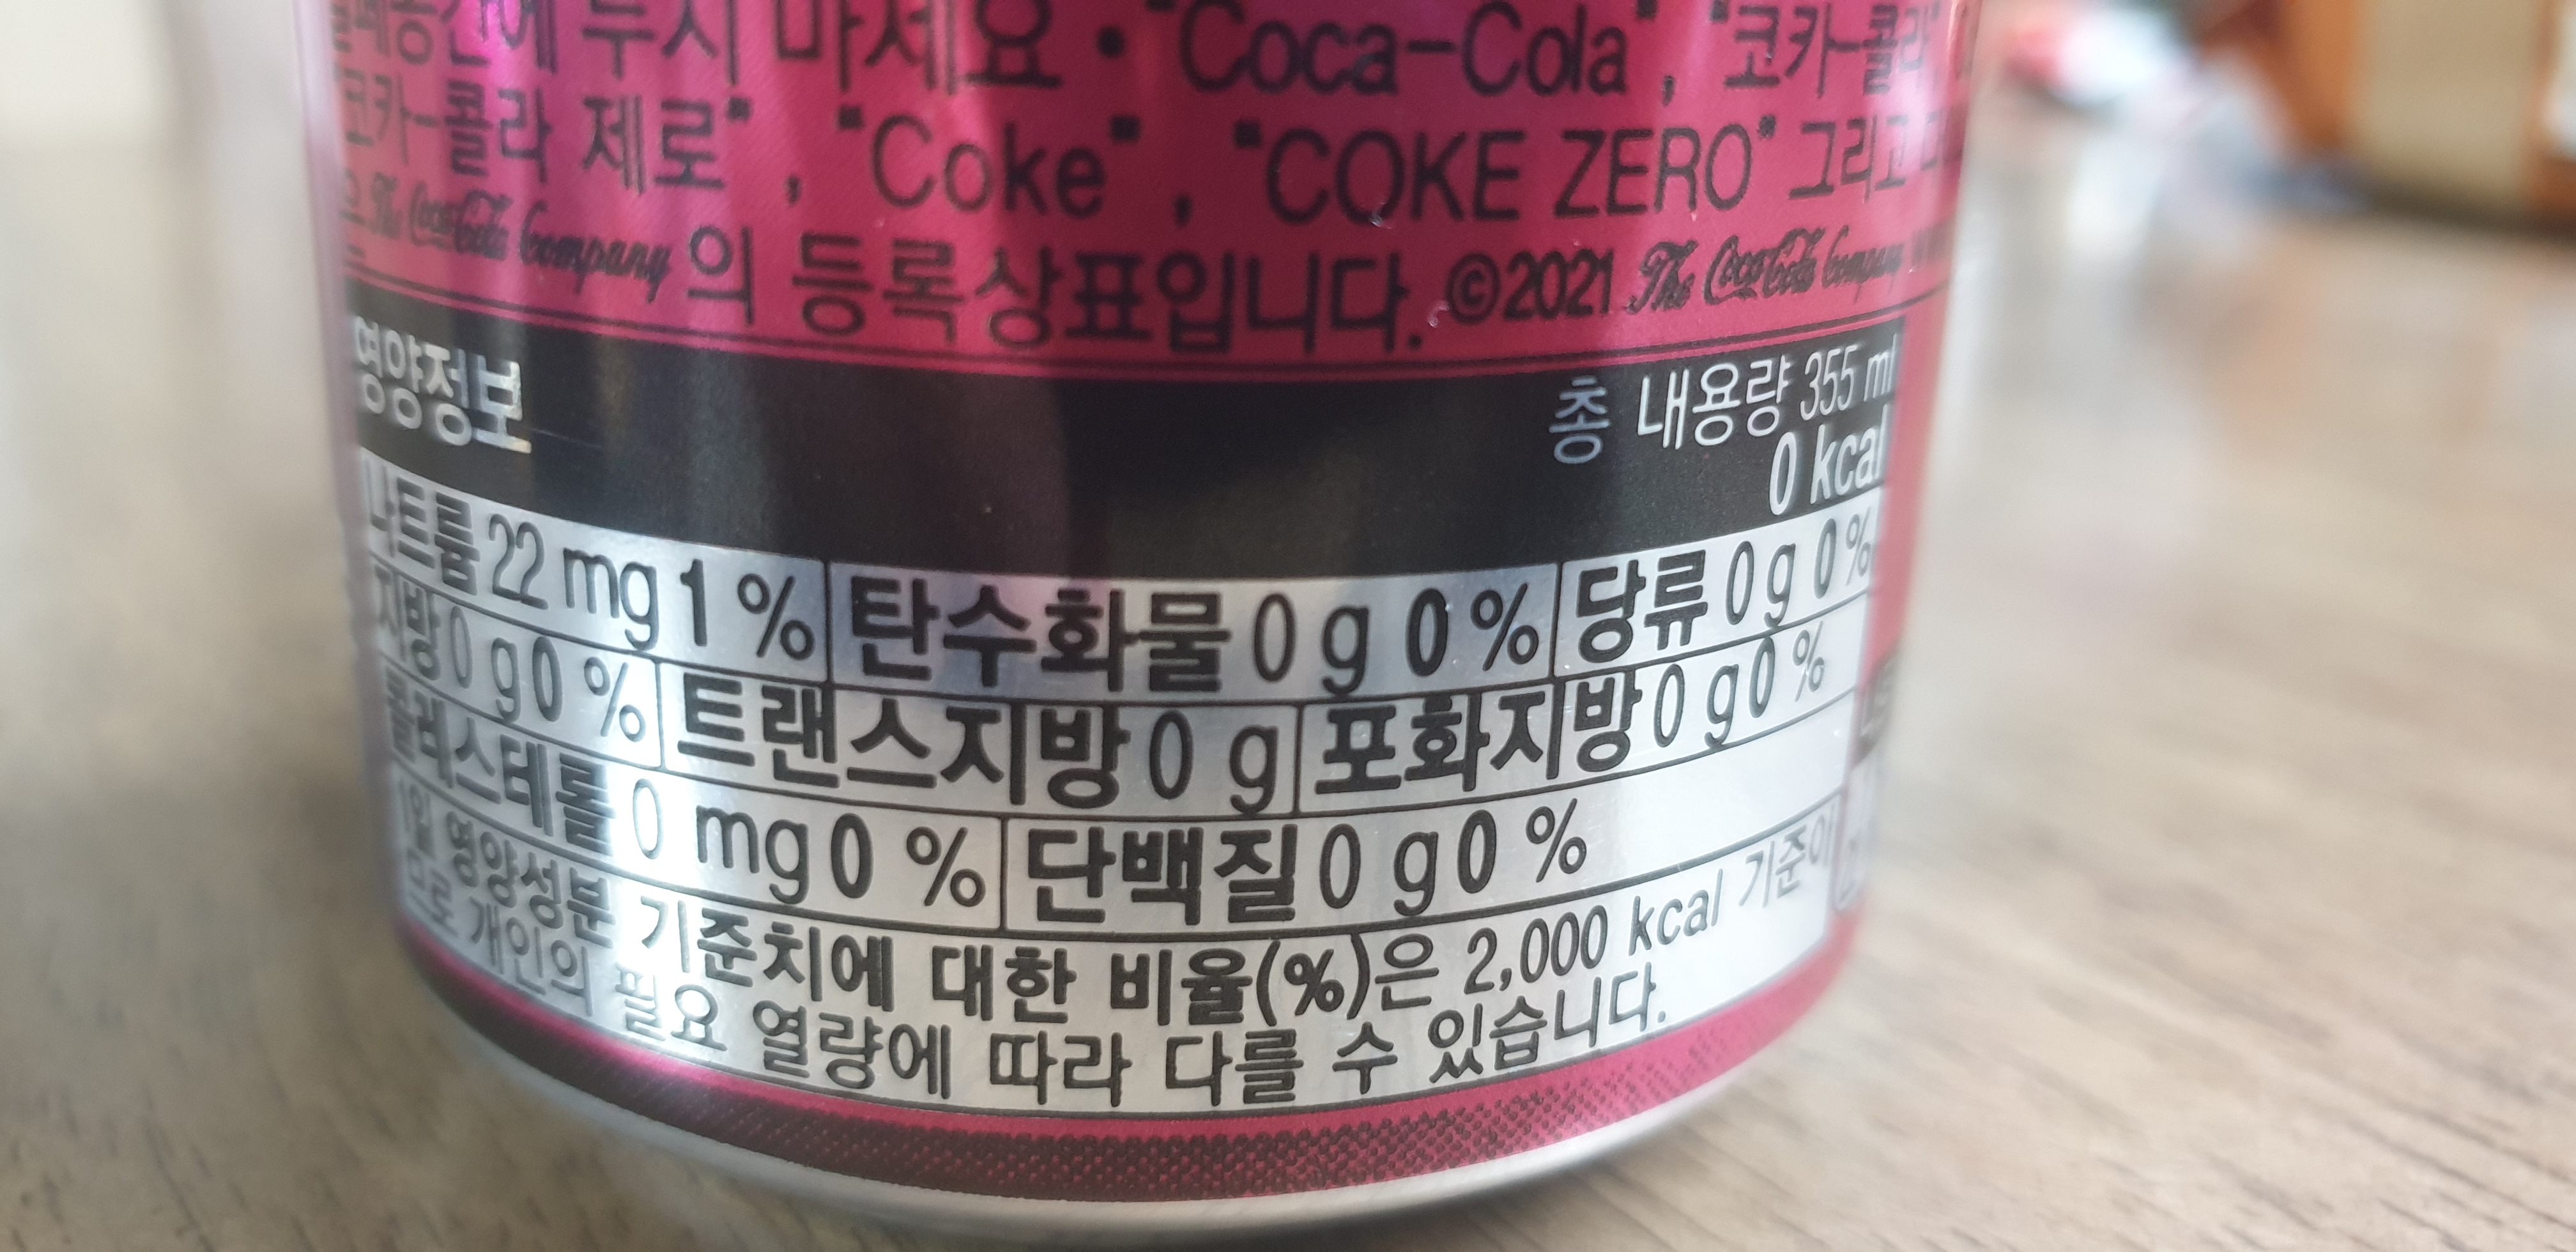 두지 마세요 • "Coca-Cola", "코카-콜라"
코카-콜라 제로", "Coke", "COKE ZERO" 그리고
The Coca-Cola Company 의 등록상표입니다. ©2021 The Coca-Cola Company
영양정보
총 내용량 355 ml
0 kcal
나트륨 22 mg 1 % 탄수화물 0 g 0 % 당류 0 g 0 %
지방 0 g 0 % 트랜스지방 0 g 포화지방 0 g 0 %
콜레스테롤 0 mg 0 % 단백질 0 g 0 %
1일 영양성분 기준치에 대한 비율(%)은 2,000 kcal 기준이
므로 개인의 필요 열량에 따라 다를 수 있습니다.